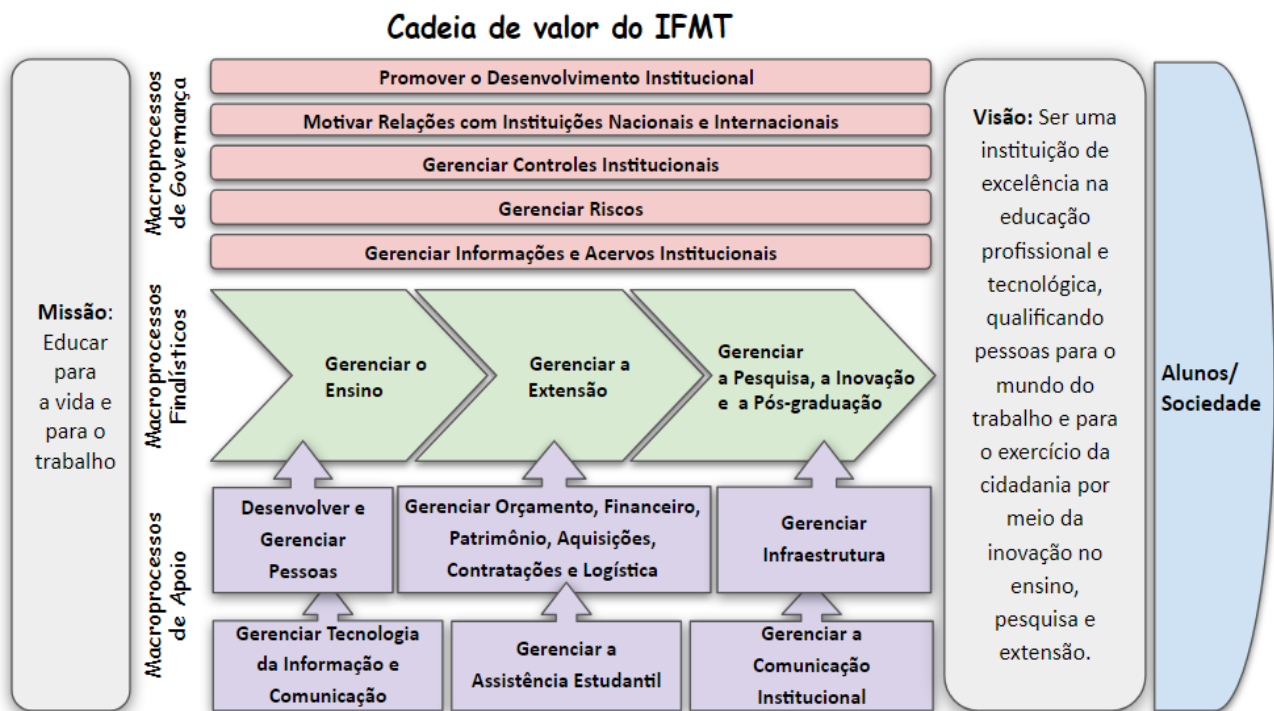 Cadeia de valor do IFMT
Missão:
Educar
para
a vida e
para o
trabalho
Macroprocessos
de Governança
Promover o Desenvolvimento Institucional
Motivar Relações com Instituições Nacionais e Internacionais
Gerenciar Controles Institucionais
Gerenciar Riscos
Gerenciar Informações e Acervos Institucionais
Macroprocessos
Finalísticos
Gerenciar o
Ensino
Gerenciar a
Extensão
Gerenciar
a Pesquisa, a Inovação
e a Pós-graduação
Macroprocessos
de Apoio
Desenvolver e
Gerenciar
Pessoas
Gerenciar Orçamento, Financeiro,
Patrimônio, Aquisições,
Contratações e Logística
Gerenciar
Infraestrutura
Gerenciar Tecnologia
da Informação e
Comunicação
Gerenciar a
Assistência Estudantil
Gerenciar a
Comunicação
Institucional
Visão: Ser uma
instituição de
excelência na
educação
profissional e
tecnológica,
qualificando
pessoas para o
mundo do
trabalho e para
o exercício da
cidadania por
meio da
inovação no
ensino,
pesquisa e
extensão.
Alunos/
Sociedade